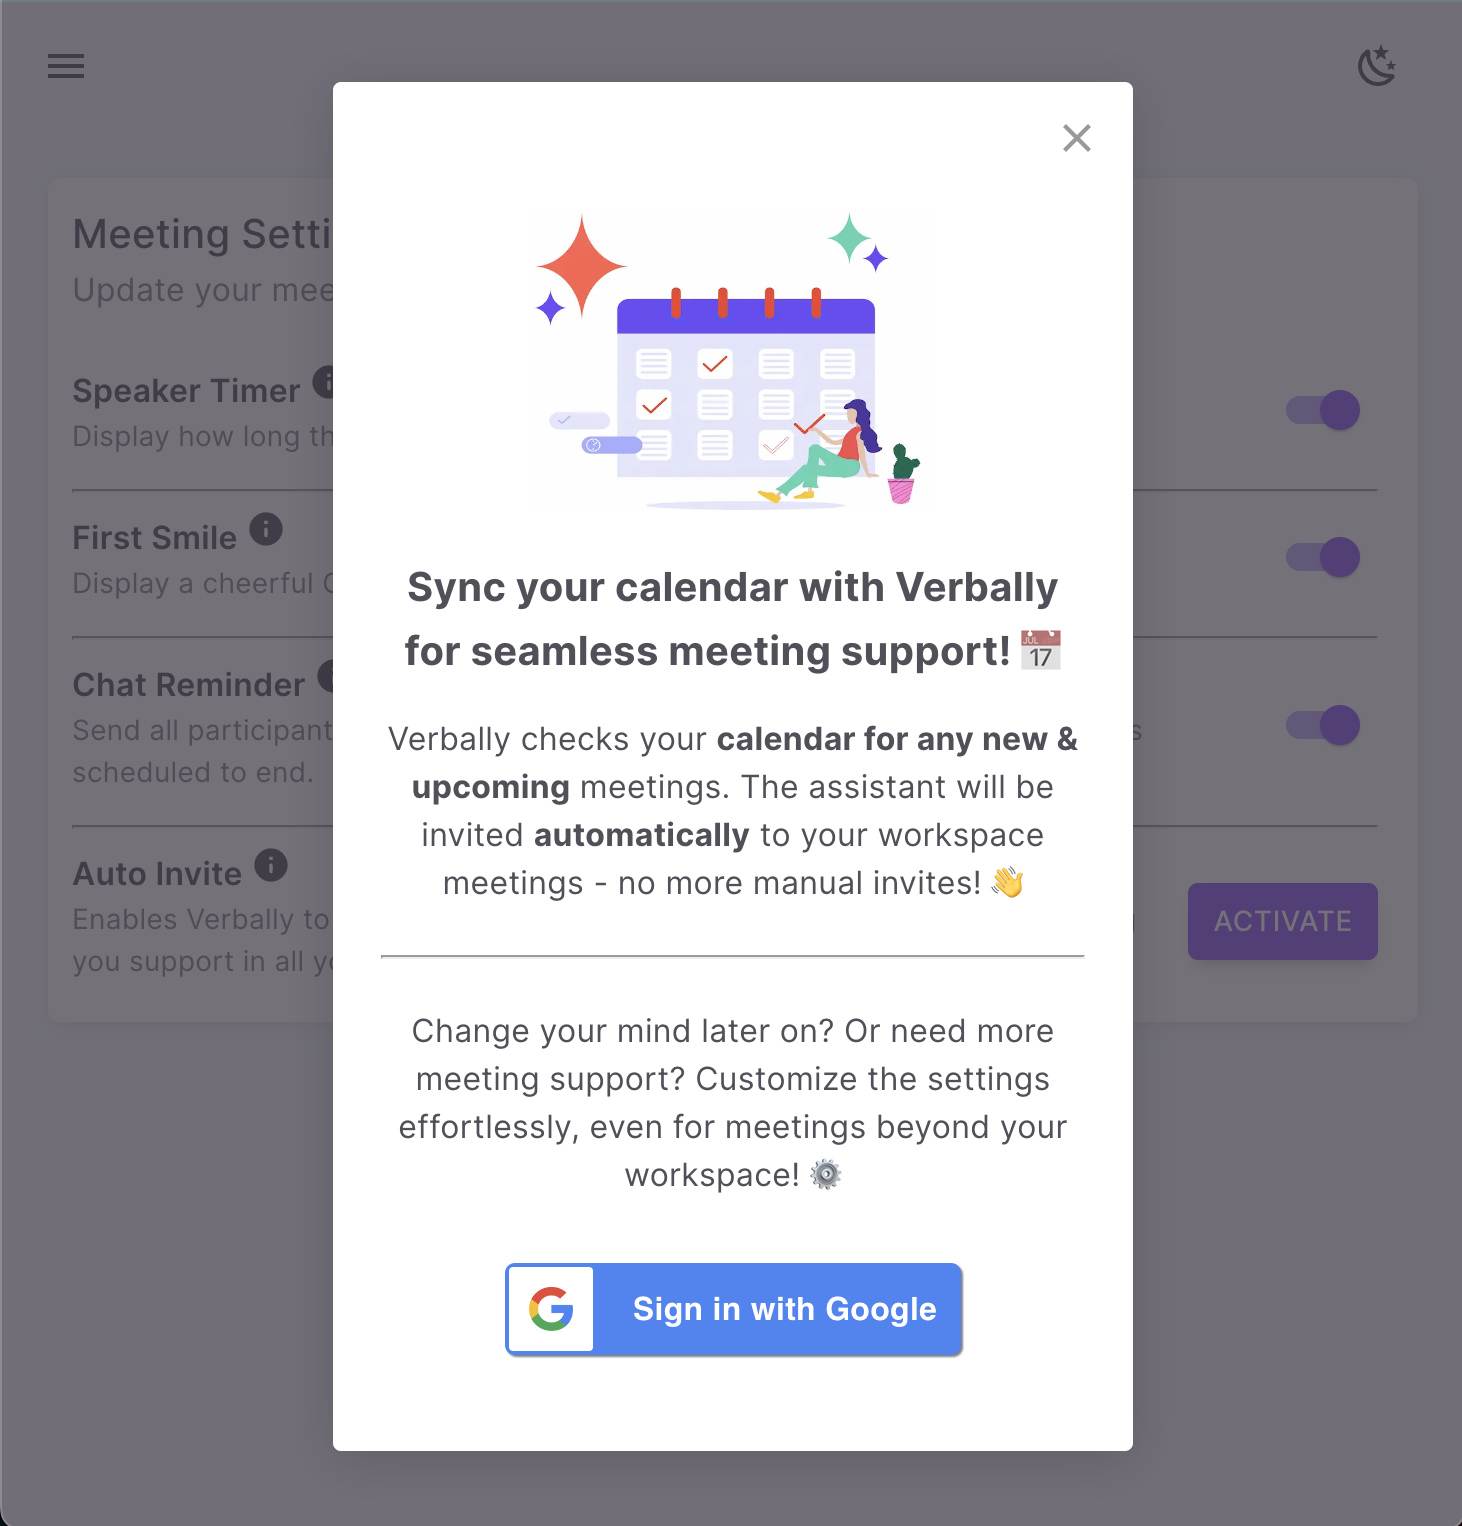 Meeting Setti
Update your mee
Speaker Timer
Display how long th
First Smile
Display a cheerful
Chat Reminder
Send all participant s
scheduled to end.
Auto Invite
Enables Verbally to
you support in all yo
ACTIVATE
Sync your calendar with Verbally
for seamless meeting support!
JUL
17
Verbally checks your calendar for any new &
upcoming meetings. The assistant will be
invited automatically to your workspace
meetings - no more manual invites! 👋
Change your mind later on? Or need more
meeting support? Customize the settings
effortlessly, even for meetings beyond your
workspace! ⚙️
Sign in with Google